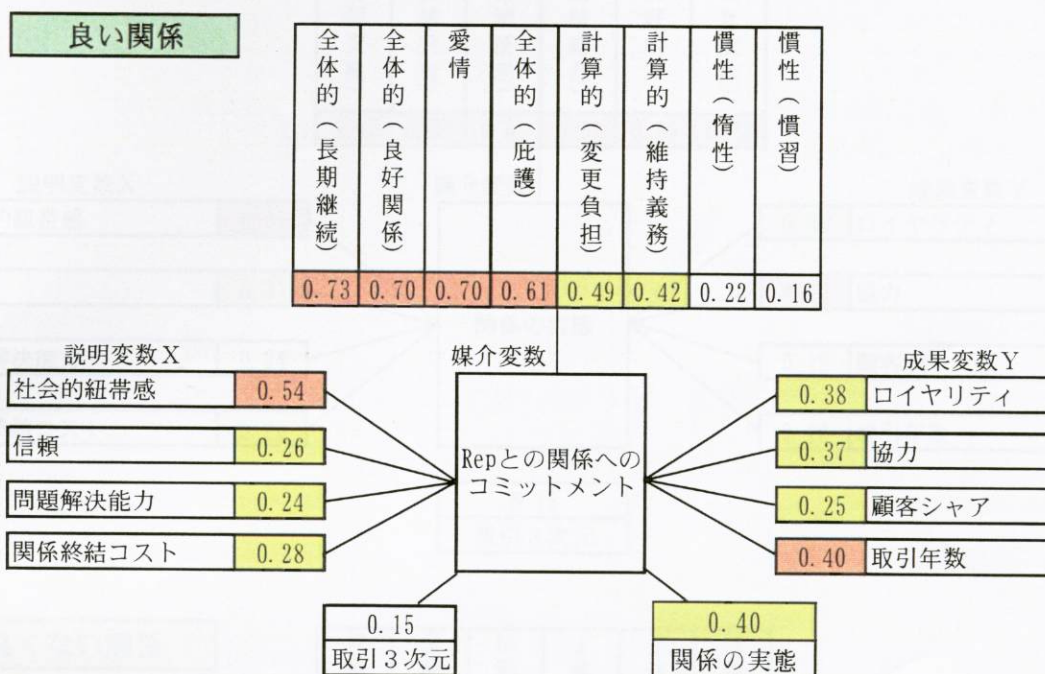 良い関係
全体的(長期継続)
全体的(良好関係)
愛情
全体的(庇護)
計算的(変更負担)
計算的(維持義務)
慣性(惰性)
慣性(慣習)
0.73 0.70 0.70 0.61 0.49 0.42 0.22 0.16
説明変数X
社会的紐帯感 0.54
信頼 0.26
問題解決能力 0.24
関係終結コスト 0.28
媒介変数
Repとの関係への
コミットメント
成果変数Y
0.38 ロイヤリティ
0.37 協力
0.25 顧客シャア
0.40 取引年数
0.15
取引3次元
0.40
関係の実態